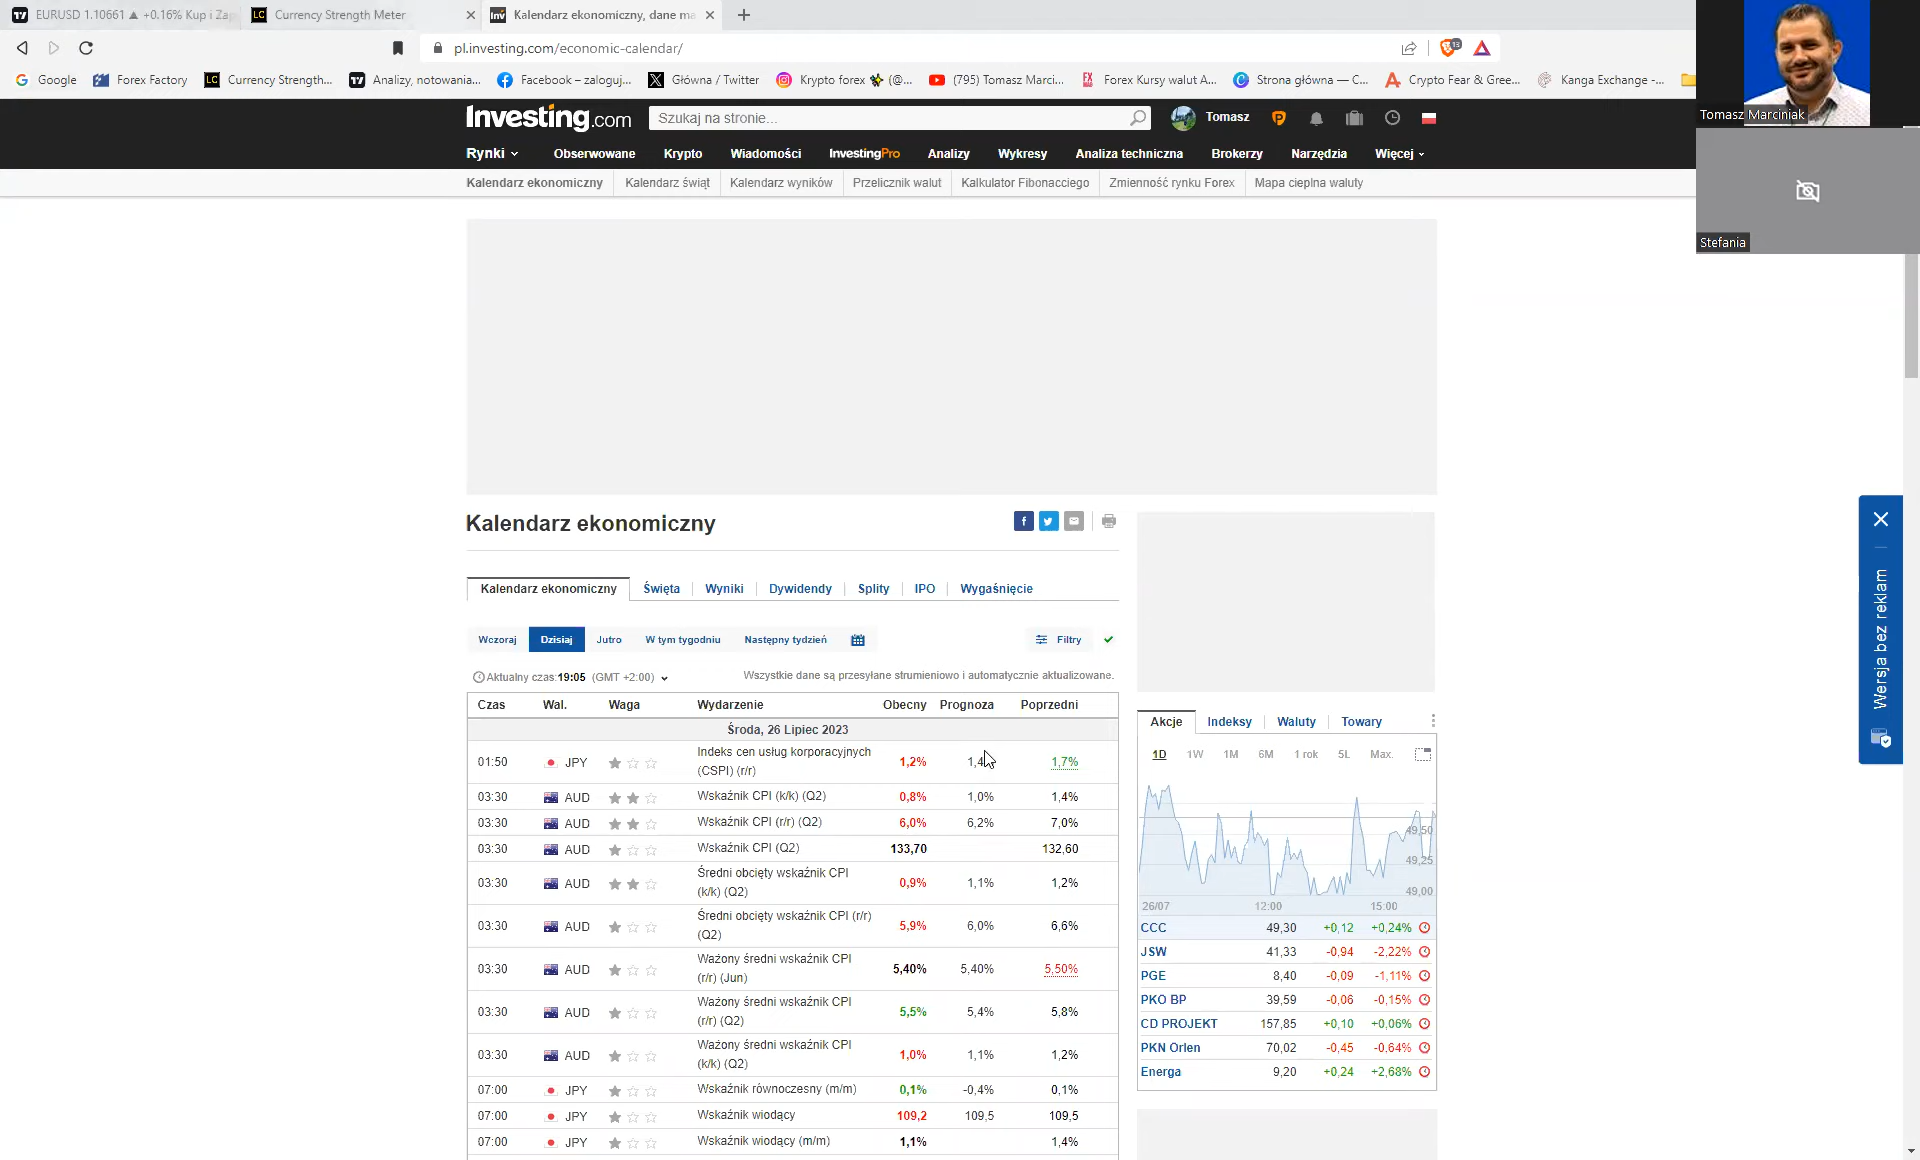 EURUSD 1.10661 ▲ +0.16% Kup i Zap
Currency Strength Meter
Kalendarz ekonomiczny, dane ma
pl.investing.com/economic-calendar/
13
Google
Forex Factory
Currency Strength...
Analizy, notowania...
Facebook – zaloguj...
Główna / Twitter
Krypto forex (@...
(795) Tomasz Marci...
Forex Kursy walut A...
Strona główna — C...
Crypto Fear & Gree...
Kanga Exchange -...
Tomasz Marciniak
Stefania
Investing.com
Szukaj na stronie...
Tomasz
Rynki
Obserwowane
Krypto
Wiadomości
InvestingPro
Analizy
Wykresy
Analiza techniczna
Brokerzy
Narzędzia
Więcej
Kalendarz ekonomiczny
Kalendarz świąt
Kalendarz wyników
Przelicznik walut
Kalkulator Fibonacciego
Zmienność rynku Forex
Mapa cieplna waluty
Kalendarz ekonomiczny
Kalendarz ekonomiczny
Święta
Wyniki
Dywidendy
Splity
IPO
Wygaśnięcie
Wczoraj
Dzisiaj
Jutro
W tym tygodniu
Następny tydzień
Filtry
Aktualny czas:19:05 (GMT +2:00)
Wszystkie dane są przesyłane strumieniowo i automatycznie aktualizowane.
Czas Wal. Waga Wydarzenie Obecny Prognoza Poprzedni
Środa, 26 Lipiec 2023
01:50 JPY Indeks cen usług korporacyjnych 1,2% 1,7%
(CSPI) (r/r)
03:30 AUD Wskaźnik CPI (k/k) (Q2) 0,8% 1,0% 1,4%
03:30 AUD Wskaźnik CPI (r/r) (Q2) 6,0% 6,2% 7,0%
03:30 AUD Wskaźnik CPI (Q2) 133,70 132,60
03:30 AUD Średni obcięty wskaźnik CPI 0,9% 1,1% 1,2%
(k/k) (Q2)
03:30 AUD Średni obcięty wskaźnik CPI (r/r) 5,9% 6,0% 6,6%
(Q2)
03:30 AUD Ważony średni wskaźnik CPI 5,40% 5,40% 5,50%
(r/r) (Jun)
03:30 AUD Ważony średni wskaźnik CPI 5,5% 5,4% 5,8%
(r/r) (Q2)
03:30 AUD Ważony średni wskaźnik CPI 1,0% 1,1% 1,2%
(k/k) (Q2)
07:00 JPY Wskaźnik równoczesny (m/m) 0,1% -0,4% 0,1%
07:00 JPY Wskaźnik wiodący 109,2 109,5 109,5
07:00 JPY Wskaźnik wiodący (m/m) 1,1% 1,4%
Akcje
Indeksy
Waluty
Towary
1D 1W 1M 6M 1 rok 5L Max.
49,50
49,25
49,00
26/07 12:00 15:00
CCC 49,30 +0,12 +0,24%
JSW 41,33 -0,94 -2,22%
PGE 8,40 -0,09 -1,11%
PKO BP 39,59 -0,06 -0,15%
CD PROJEKT 157,85 +0,10 +0,06%
PKN Orlen 70,02 -0,45 -0,64%
Energa 9,20 +0,24 +2,68%
Wersja bez reklam